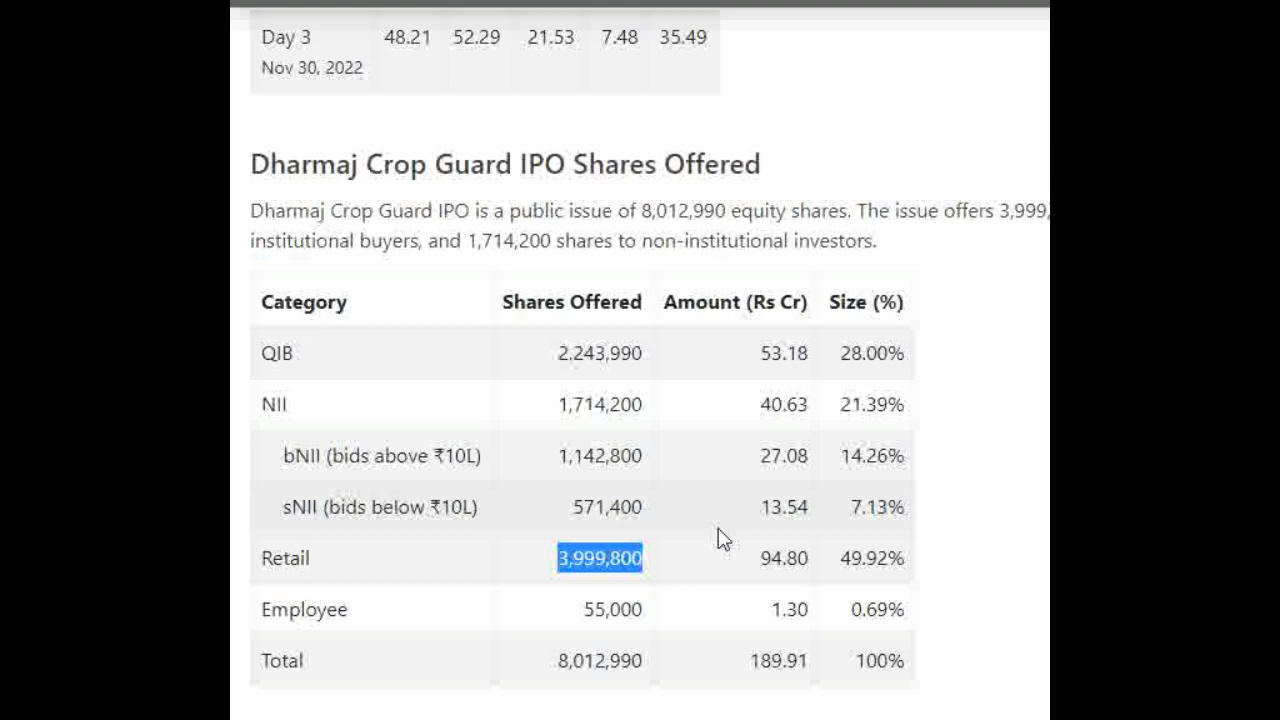 Day 3 48.21 52.29 21.53 7.48 35.49
Nov 30, 2022
Dharmaj Crop Guard IPO Shares Offered
Dharmaj Crop Guard IPO is a public issue of 8,012,990 equity shares. The issue offers 3,999,
institutional buyers, and 1,714,200 shares to non-institutional investors.
Category Shares Offered Amount (Rs Cr) Size (%)
QIB 2,243,990 53.18 28.00%
NII 1,714,200 40.63 21.39%
bNII (bids above ₹10L) 1,142,800 27.08 14.26%
sNII (bids below ₹10L) 571,400 13.54 7.13%
Retail 3,999,800 94.80 49.92%
Employee 55,000 1.30 0.69%
Total 8,012,990 189.91 100%